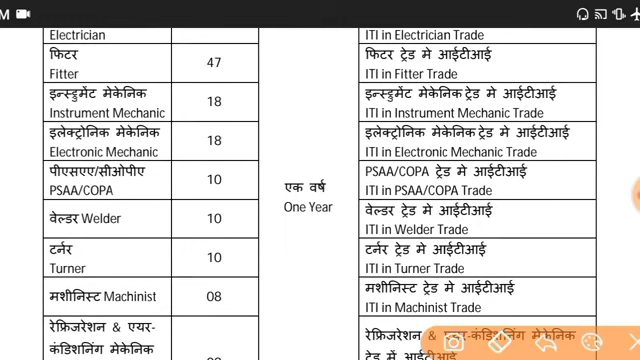 M
Electrician
ITI in Electrician Trade
फिटर
Fitter
47
फिटर ट्रेड मे आईटीआई
ITI in Fitter Trade
इन्स्ड्रुमेंट मेकेनिक
Instrument Mechanic
18
इन्स्ड्रुमेंट मेकेनिक ट्रेड मे आईटीआई
ITI in Instrument Mechanic Trade
इलेक्ट्रोनिक मेकेनिक
Electronic Mechanic
18
इलेक्ट्रोनिक मेकेनिक ट्रेड मे आईटीआई
ITI in Electronic Mechanic Trade
पीएसएए/सीओपीए
PSAA/COPA
10
PSAA/COPA ट्रेड मे आईटीआई
ITI in PSAA/COPA Trade
एक वर्ष
One Year
वेल्डर Welder
10
वेल्डर ट्रेड मे आईटीआई
ITI in Welder Trade
टर्नर
Turner
10
टर्नर ट्रेड मे आईटीआई
ITI in Turner Trade
मशीनिस्ट Machinist
08
मशीनिस्ट ट्रेड मे आईटीआई
ITI in Machinist Trade
रेफ्रिजरेशन & एयर-
कंडिशनिंग मेकेनिक
रेफ्रिजरेशन & एयर-कंडिशनिंग मेकेनिक
ट्रेड में आईटीआई